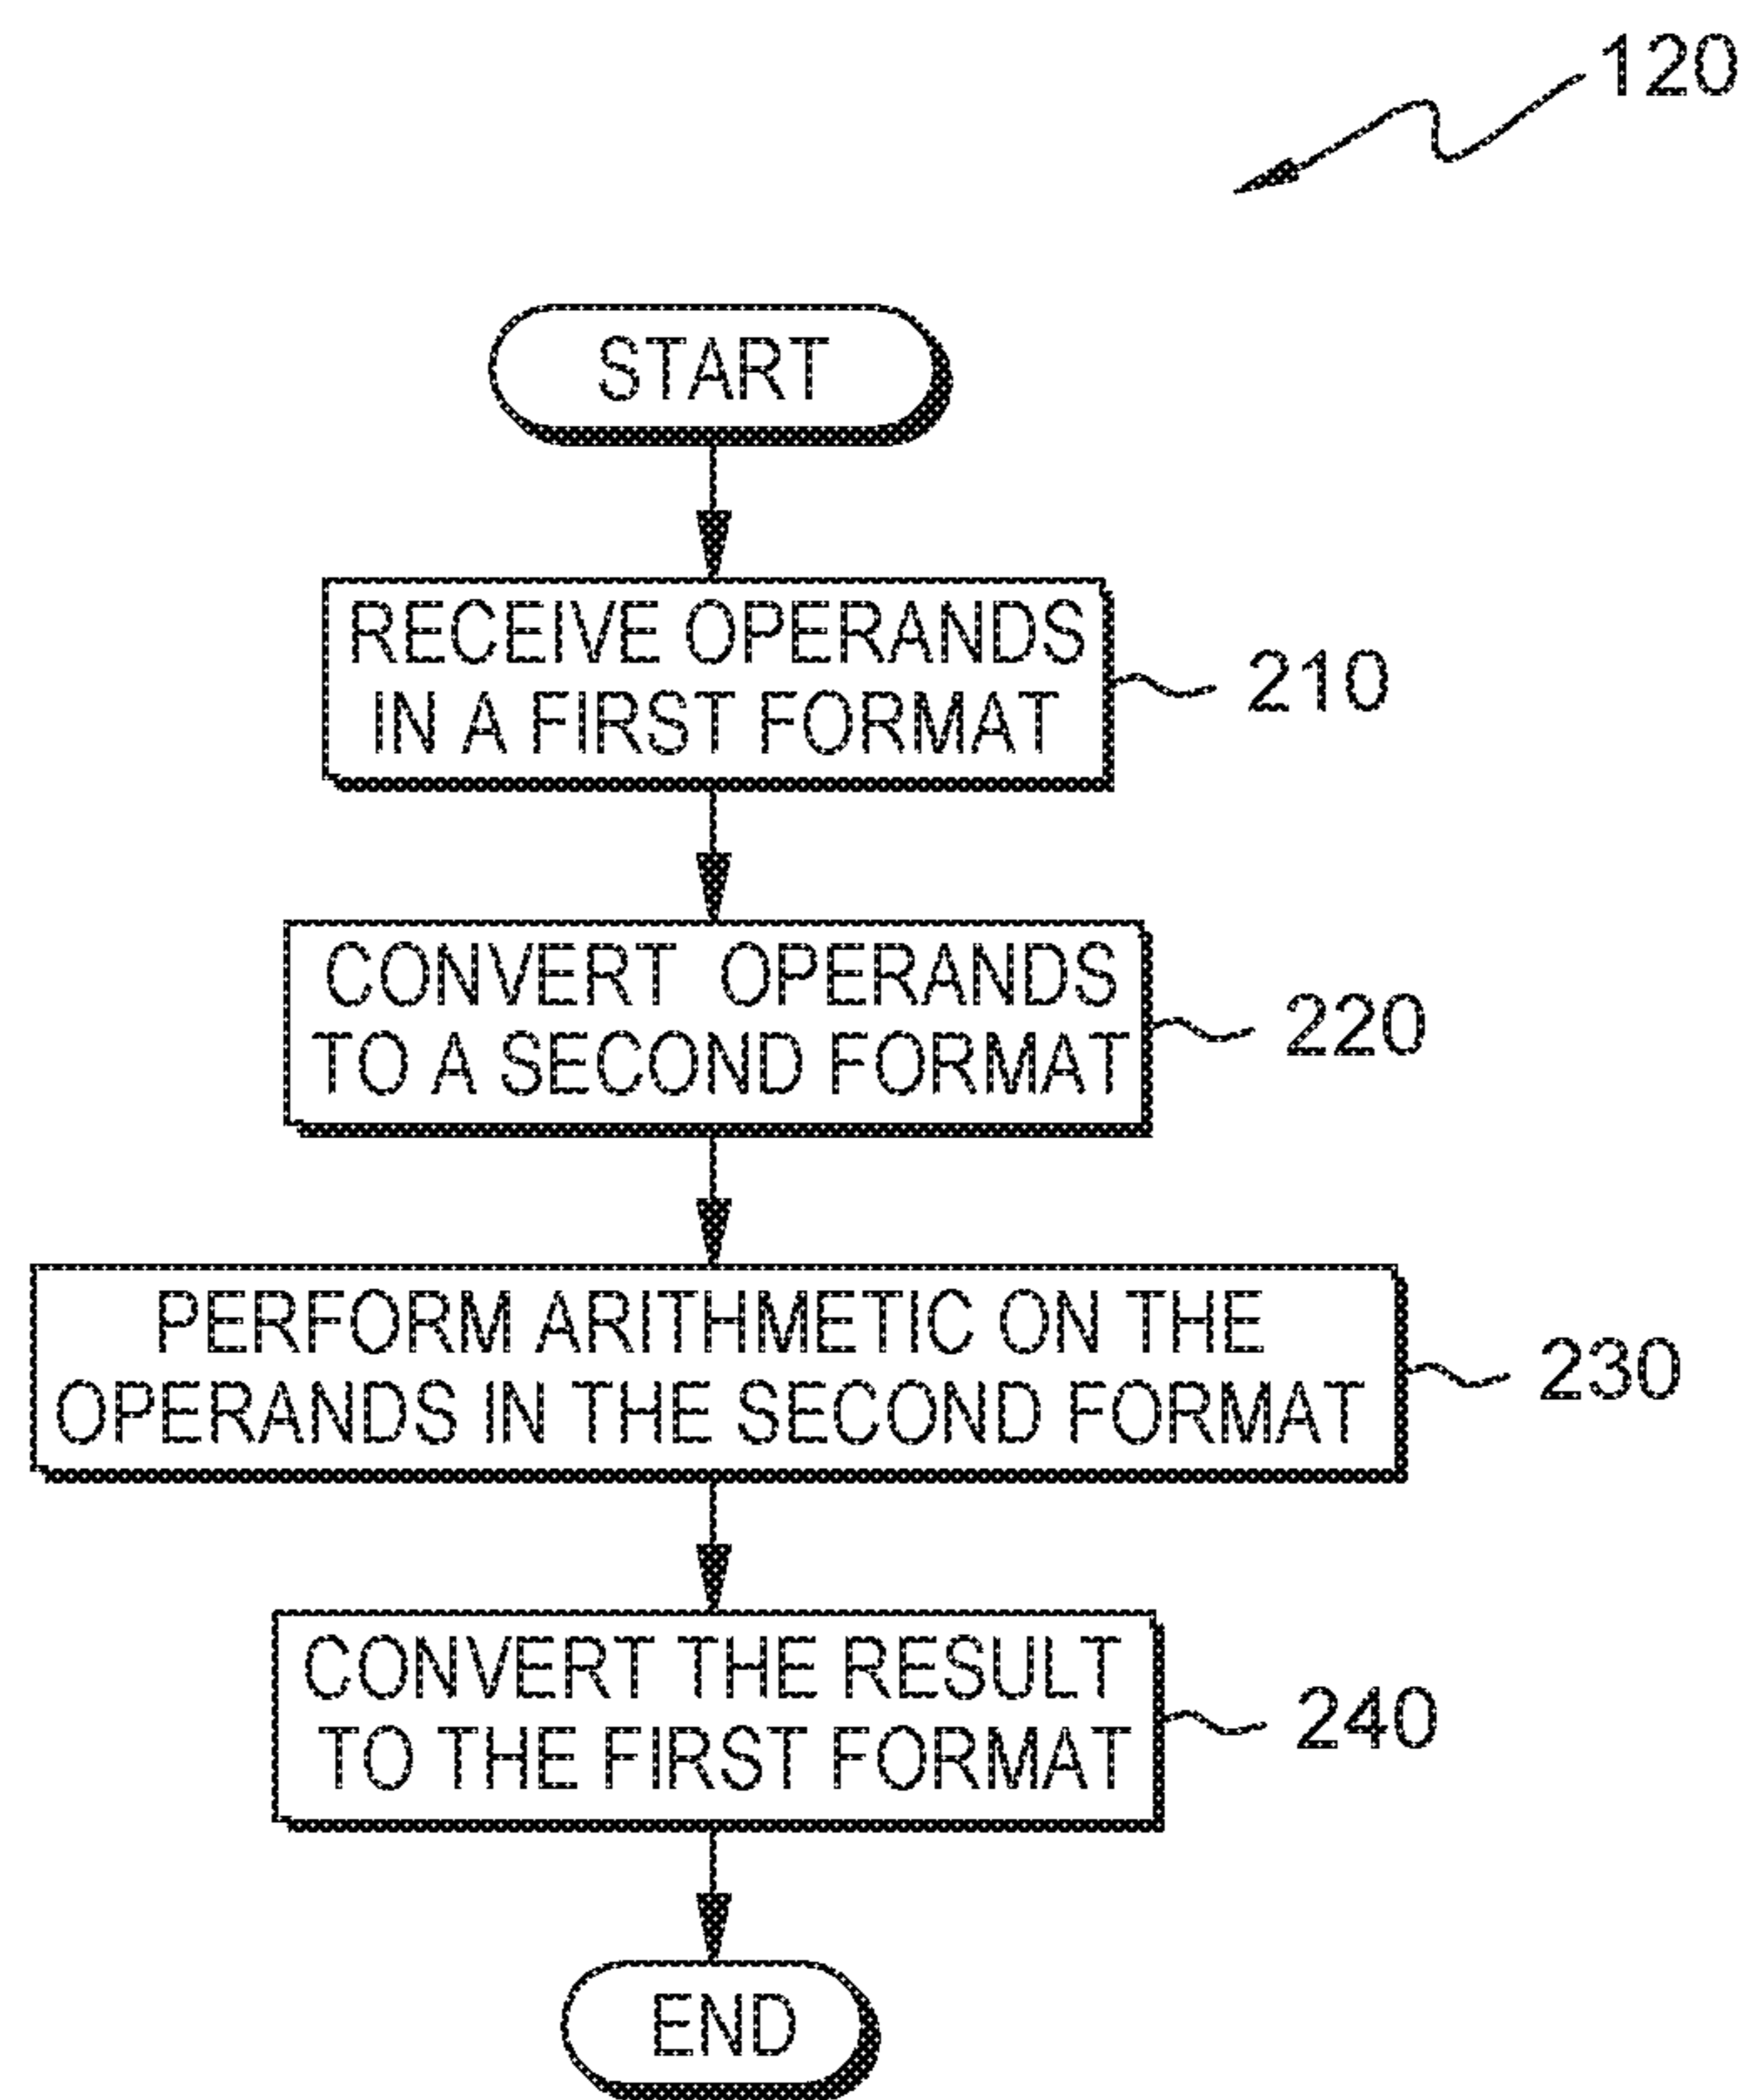 120
START
RECEIVE OPERANDS
IN A FIRST FORMAT
210
CONVERT OPERANDS
TO A SECOND FORMAT
220
PERFORM ARITHMETIC ON THE
OPERANDS IN THE SECOND FORMAT
230
CONVERT THE RESULT
TO THE FIRST FORMAT
240
END